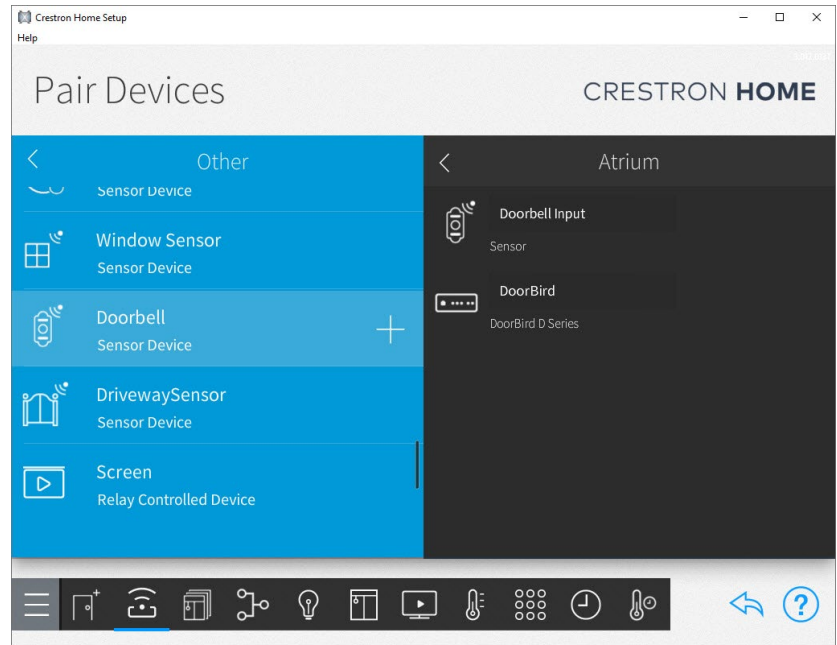 Crestron Home Setup
Help
Pair Devices
CRESTRON HOME
Other
Sensor Device
Window Sensor
Sensor Device
Doorbell
Sensor Device
DrivewaySensor
Sensor Device
Screen
Relay Controlled Device
Atrium
Doorbell Input
Sensor
DoorBird
DoorBird D Series
?